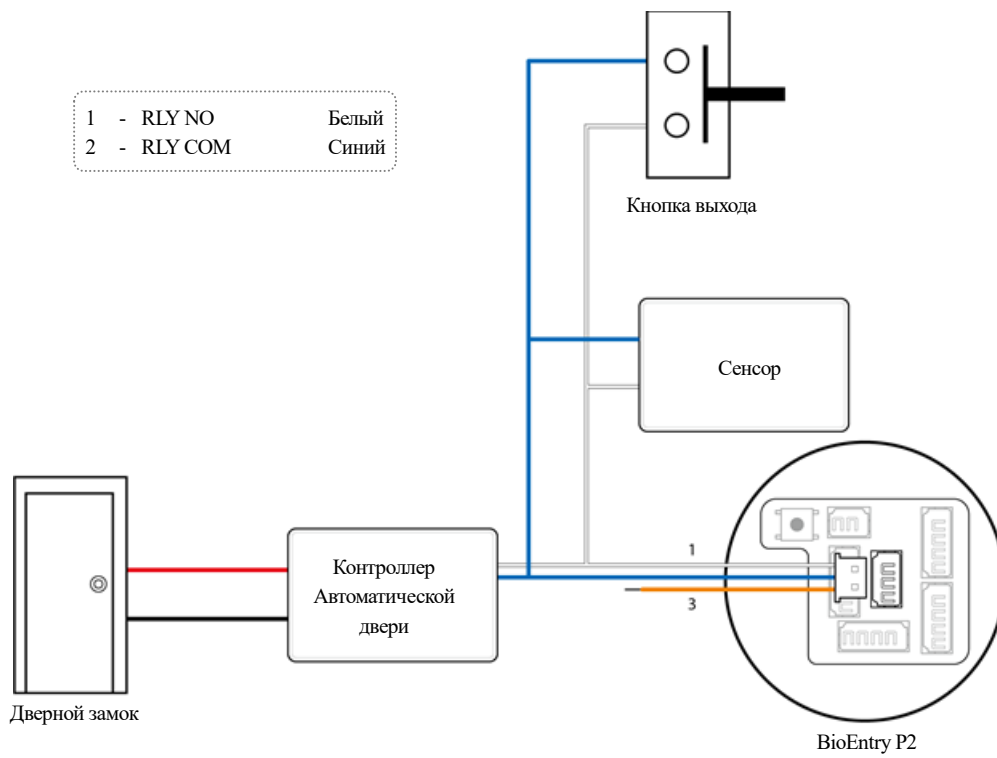 1 - RLY NO Белый
2 - RLY COM Синий
Кнопка выхода
Сенсор
Контроллер
Автоматической
двери
1
3
Дверной замок
BioEntry P2